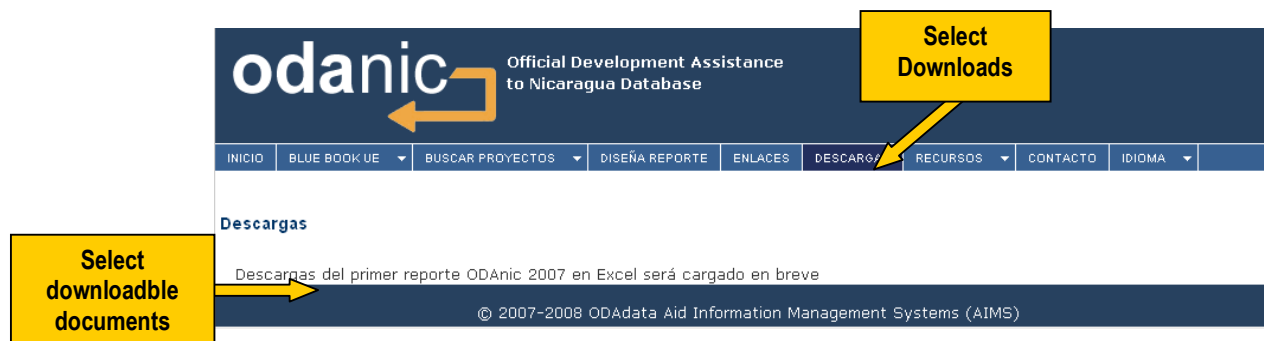 odanic
Official Development Assistance
to Nicaragua Database
Select
Downloads
INICIO BLUE BOOK UE BUSCAR PROYECTOS DISEÑA REPORTE ENLACES DESCARGA RECURSOS CONTACTO IDIOMA
Descargas
Select
downloadble
documents
Descargas del primer reporte ODAnic 2007 en Excel será cargado en breve
© 2007-2008 ODAdata Aid Information Management Systems (AIMS)